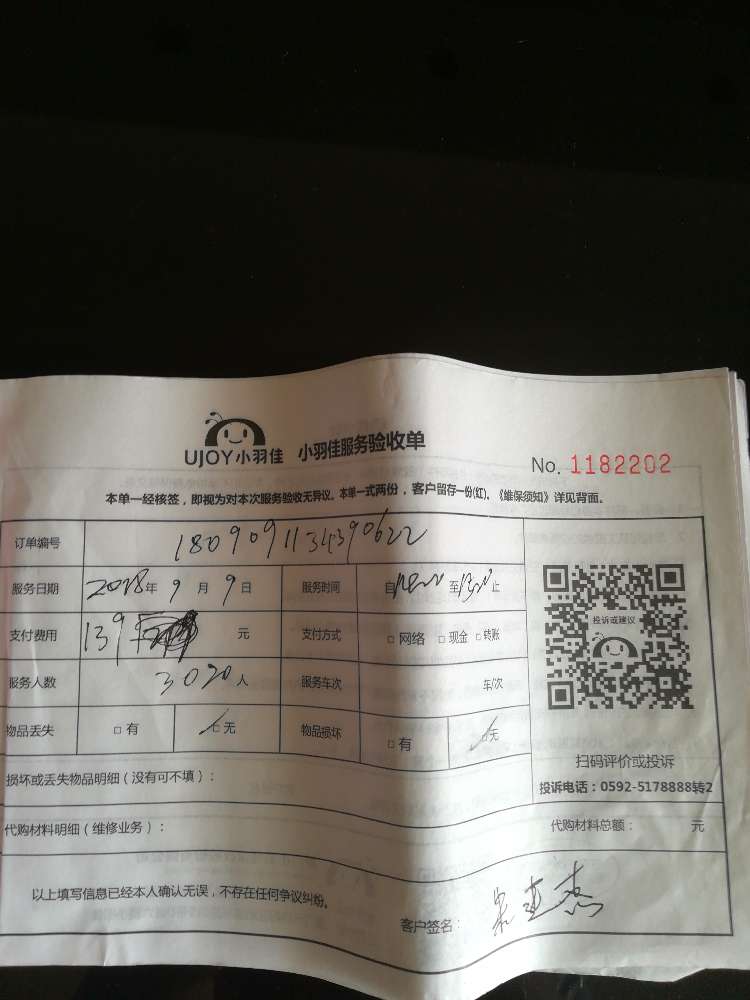 UJOY小羽佳 小羽佳服务验收单
No. 1182202
本单一经核签，即视为对本次服务验收无异议。本单一式两份，客户留存一份(红)。《维保须知》详见背面。
订单编号 1809091134390622
服务日期 2018年9月9日 服务时间 自 至 止
支付费用 139 元 支付方式 □网络 □现金 □转账
服务人数 3020人 服务车次 车/次
物品丢失 □有 □无 物品损坏 □有 □无
投诉或建议
扫码评价或投诉
投诉电话：0592-5178888转2
损坏或丢失物品明细（没有可不填）：
代购材料明细（维修业务）： 代购材料总额： 元
以上填写信息已经本人确认无误，不存在任何争议纠纷。
客户签名：